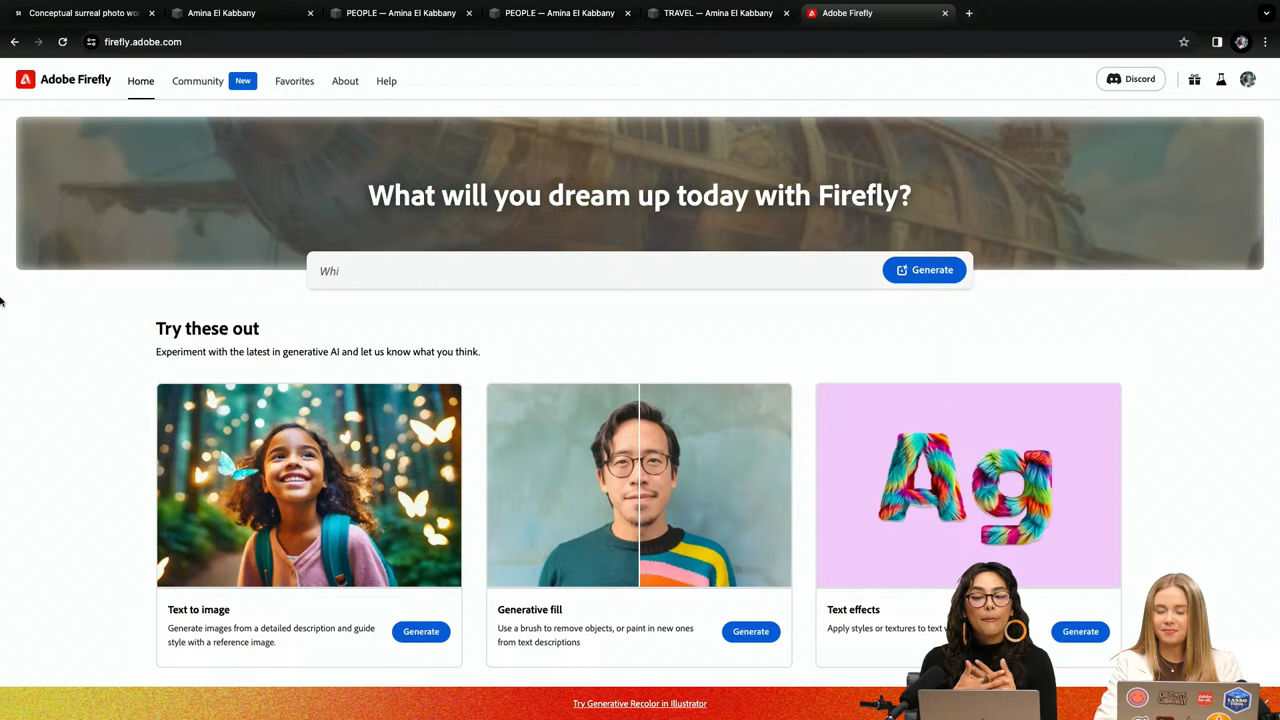 Conceptual surreal photo wor
Amina El Kabbany
PEOPLE — Amina El Kabbany
PEOPLE — Amina El Kabbany
TRAVEL — Amina El Kabbany
Adobe Firefly
firefly.adobe.com
Adobe Firefly
Home
Community
New
Favorites
About
Help
Discord
What will you dream up today with Firefly?
Whi
Generate
Try these out
Experiment with the latest in generative AI and let us know what you think.
Ag
Text to image
Generate images from a detailed description and guide
style with a reference image.
Generate
Generative fill
Use a brush to remove objects, or paint in new ones
from text descriptions
Generate
Text effects
Apply styles or textures to text
Generate
Try Generative Recolor in Illustrator